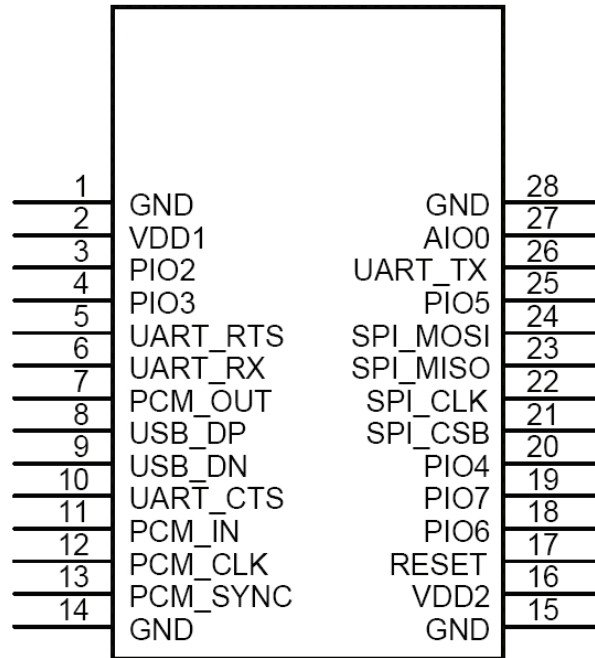 1 GND GND 28
2 VDD1 AIO0 27
3 PIO2 UART_TX 26
4 PIO3 PIO5 25
5 UART_RTS SPI_MOSI 24
6 UART_RX SPI_MISO 23
7 PCM_OUT SPI_CLK 22
8 USB_DP SPI_CSB 21
9 USB_DN PIO4 20
10 UART_CTS PIO7 19
11 PCM_IN PIO6 18
12 PCM_CLK RESET 17
13 PCM_SYNC VDD2 16
14 GND GND 15